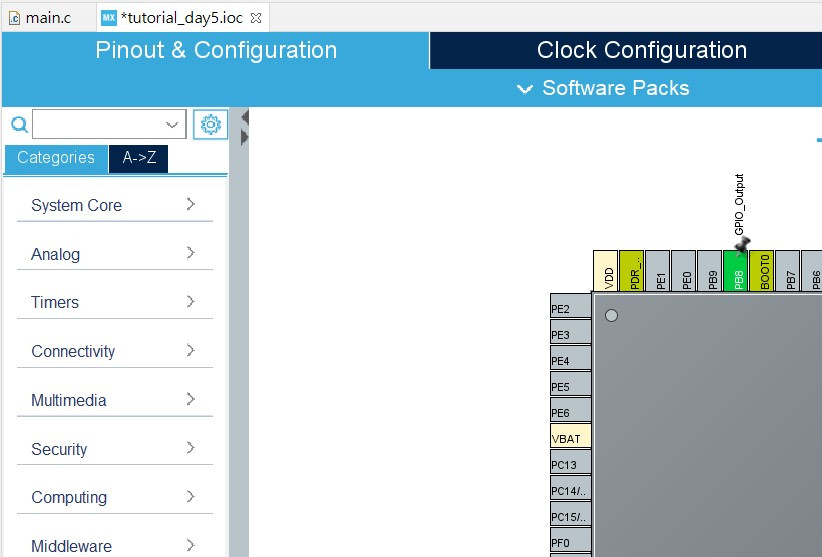 main.c
MX *tutorial_day5.ioc
Pinout & Configuration
Clock Configuration
Software Packs
Categories
A->Z
System Core
Analog
Timers
Connectivity
Multimedia
Security
Computing
Middleware
GPIO_Output
VDD
PDR_..
PE1
PE0
PB9
PB8
BOOT0
PB7
PB6
PE2
PE3
PE4
PE5
PE6
VBAT
PC13
PC14/..
PC15/..
PF0